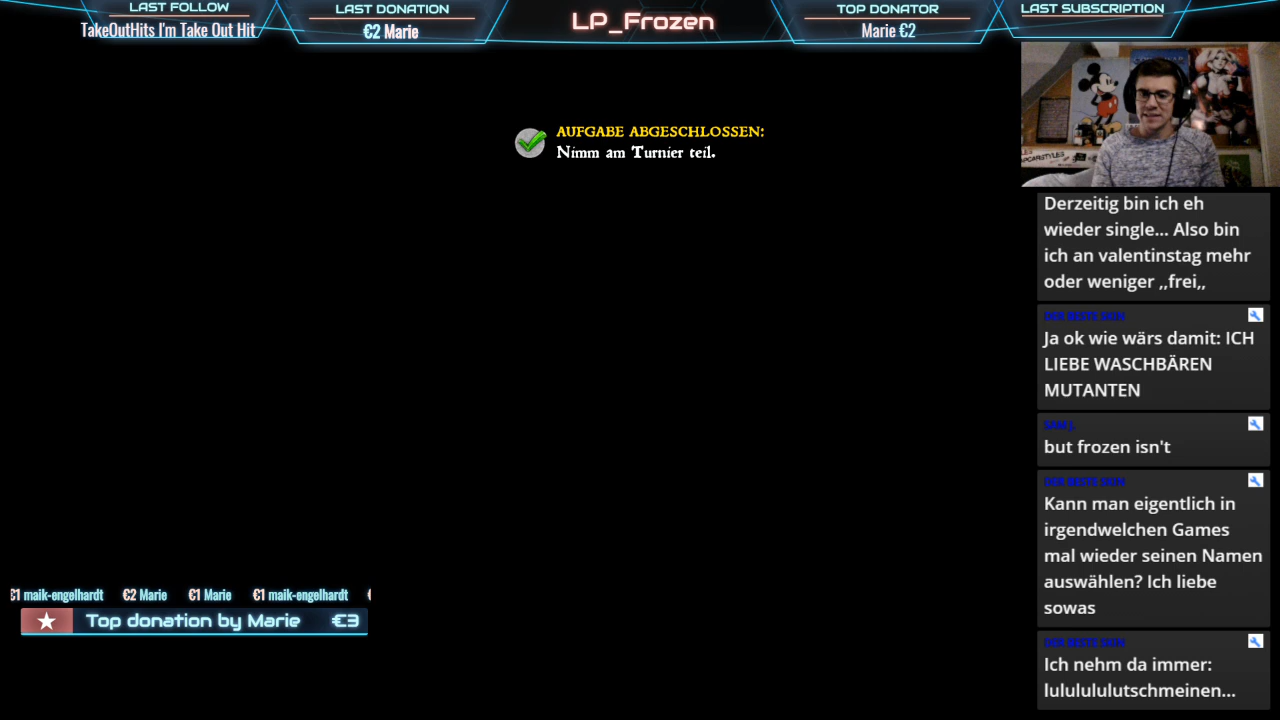 LAST FOLLOW
TakeOutHits I'm Take Out Hit
LAST DONATION
€2 Marie
LP_Frozen
TOP DONATOR
Marie €2
LAST SUBSCRIPTION
AUFGABE ABGESCHLOSSEN:
Nimm am Turnier teil.
Derzeitig bin ich eh
wieder single... Also bin
ich an valentinstag mehr
oder weniger ,,frei,,
Ja ok wie wärs damit: ICH
LIEBE WASCHBÄREN
MUTANTEN
SAM J.
but frozen isn't
Kann man eigentlich in
irgendwelchen Games
mal wieder seinen Namen
auswählen? Ich liebe
sowas
Ich nehm da immer:
lulululululutschmeinen...
€1 maik-engelhardt €2 Marie €1 Marie €1 maik-engelhardt
Top donation by Marie €3